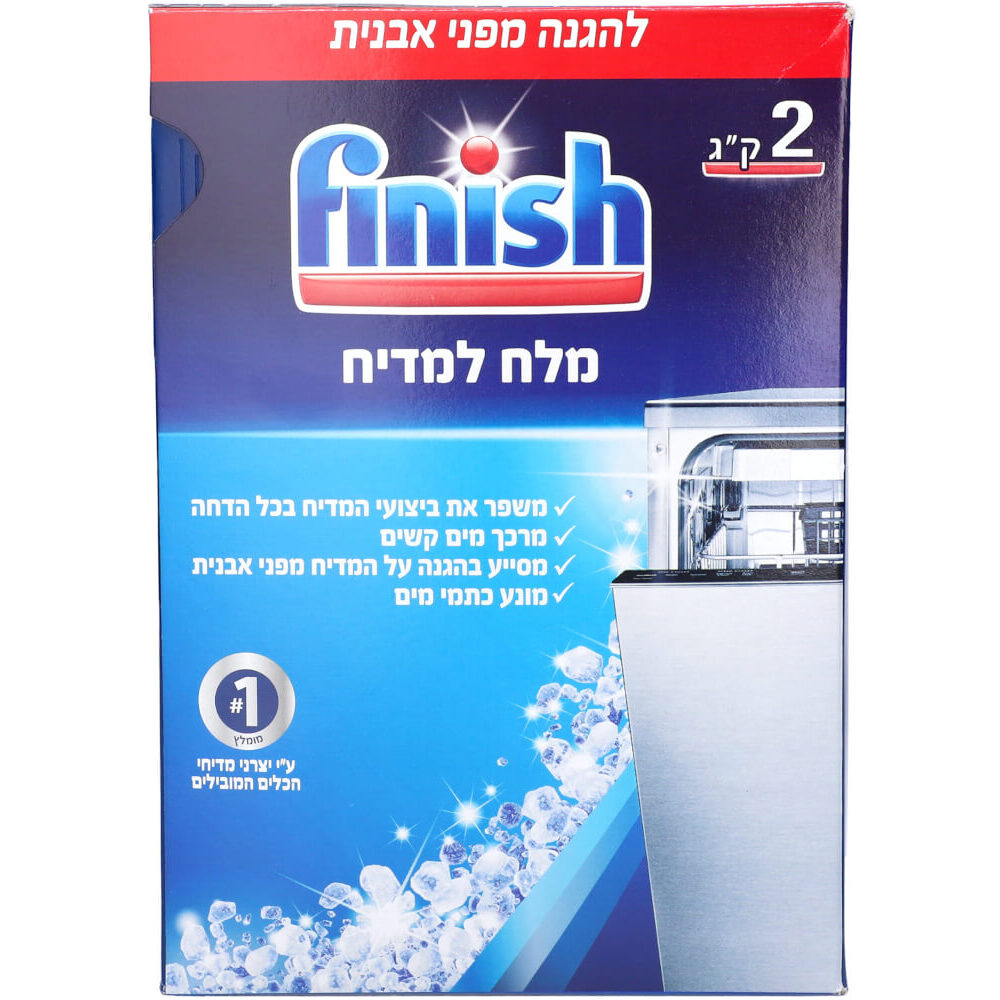 להגנה מפני אבנית
2 ק"ג
finish
מלח למדיח
✓ משפר את ביצועי המדיח בכל הדחה
✓ מרכך מים קשים
✓ מסייע בהגנה על המדיח מפני אבנית
✓ מונע כתמי מים
#1
מומלץ
ע"י יצרני מדיחי
הכלים המובילים